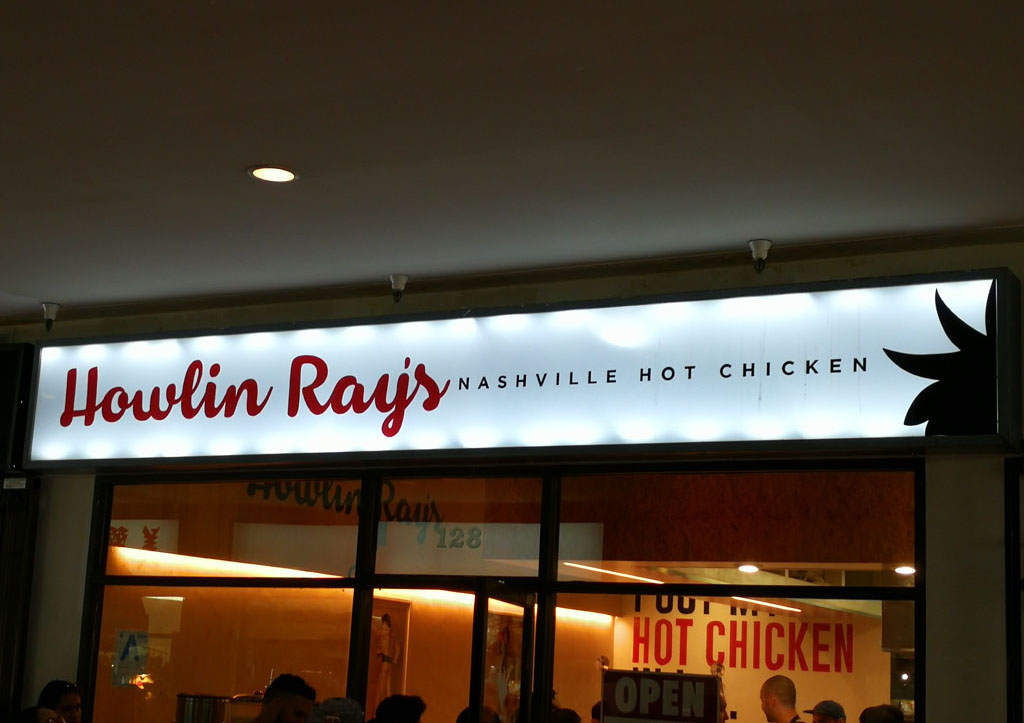 Howlin Ray's NASHVILLE HOT CHICKEN
Howlin Ray's
128
A
HOT CHICKEN
OPEN